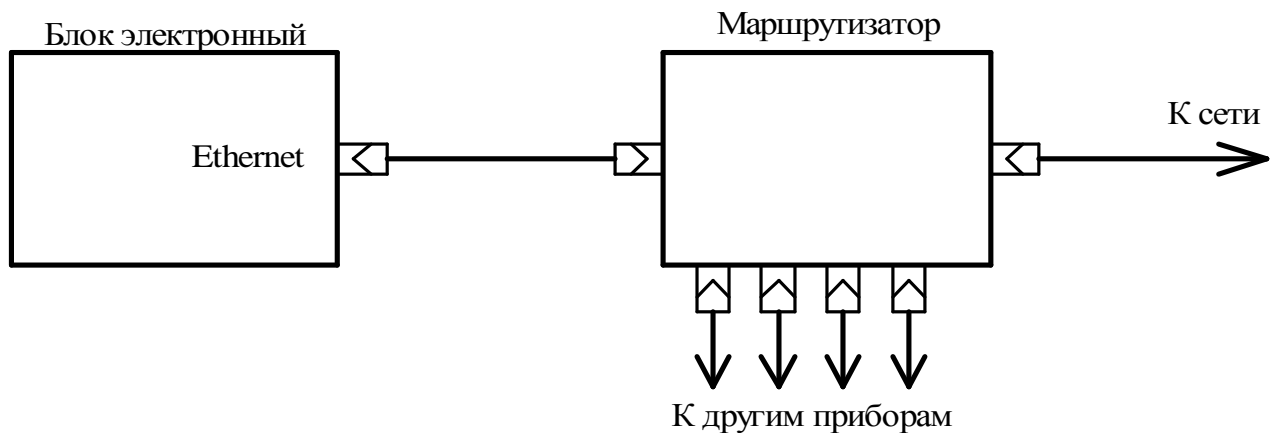 Блок электронный
Маршрутизатор
К сети
Ethernet
К другим приборам